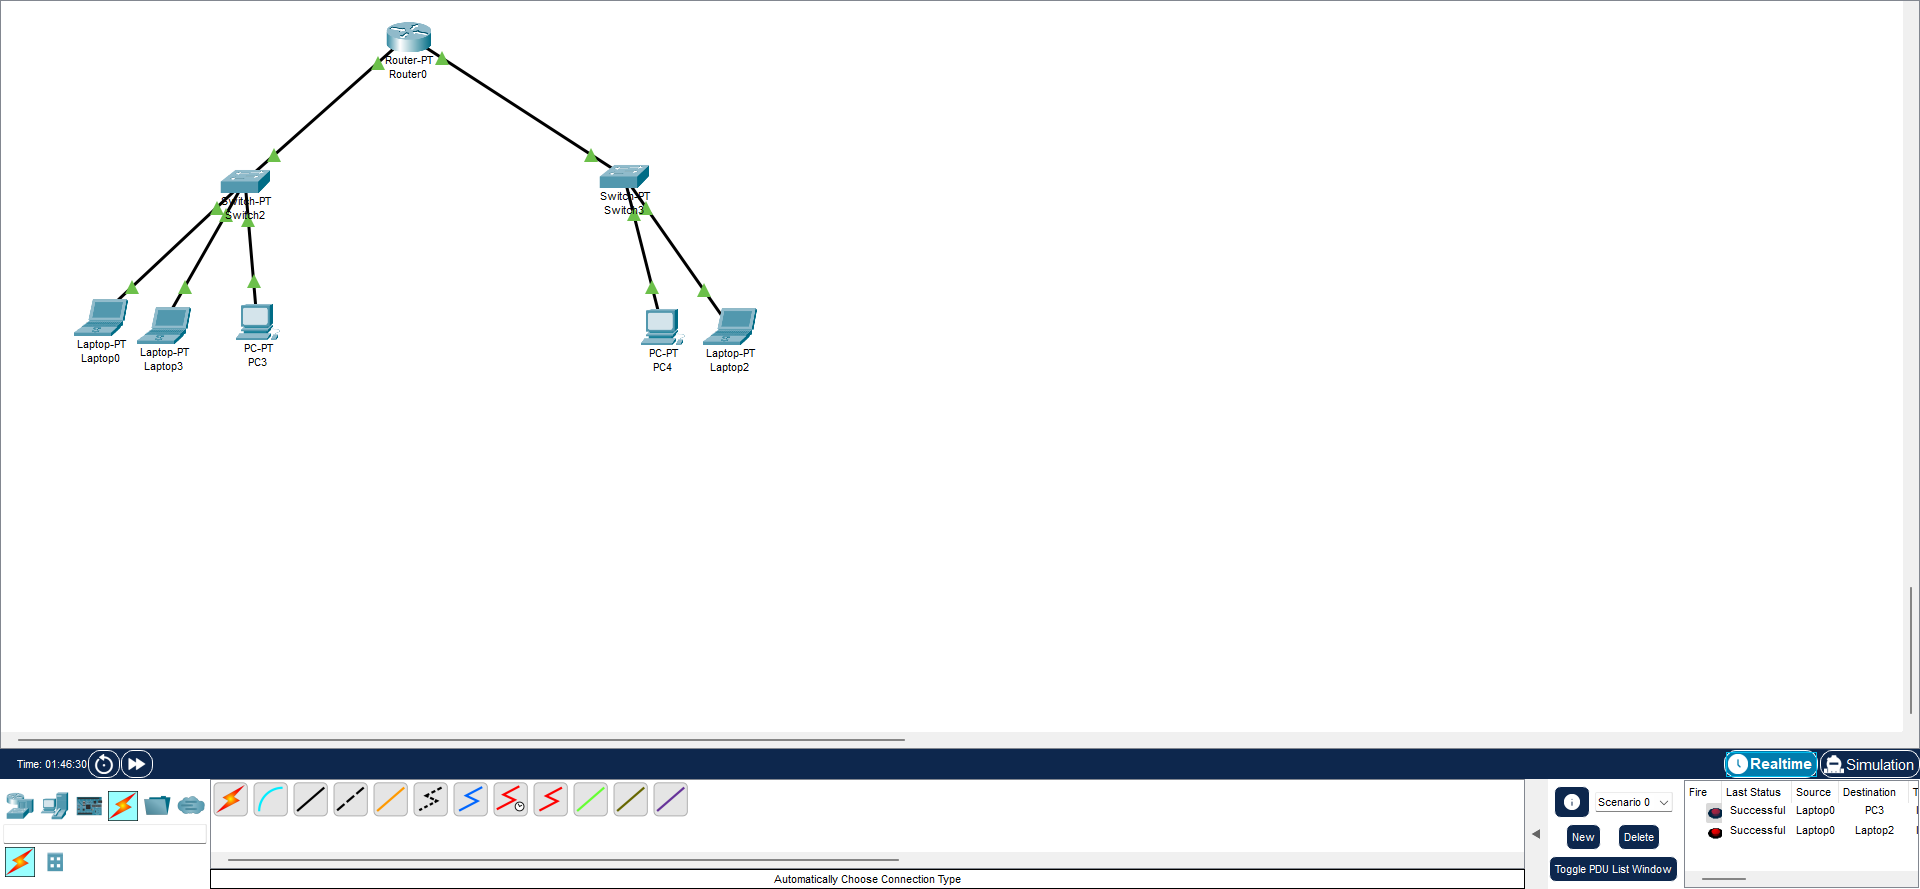 Router-PT
Router0
Switch-PT
Switch2
Switch-PT
Switch3
Laptop-PT
Laptop0
Laptop-PT
Laptop3
PC-PT
PC3
PC-PT
PC4
Laptop-PT
Laptop2
Time: 01:46:30
Realtime
Simulation
Scenario 0
New
Delete
Toggle PDU List Window
Fire Last Status Source Destination
Successful Laptop0 PC3
Successful Laptop0 Laptop2
Automatically Choose Connection Type